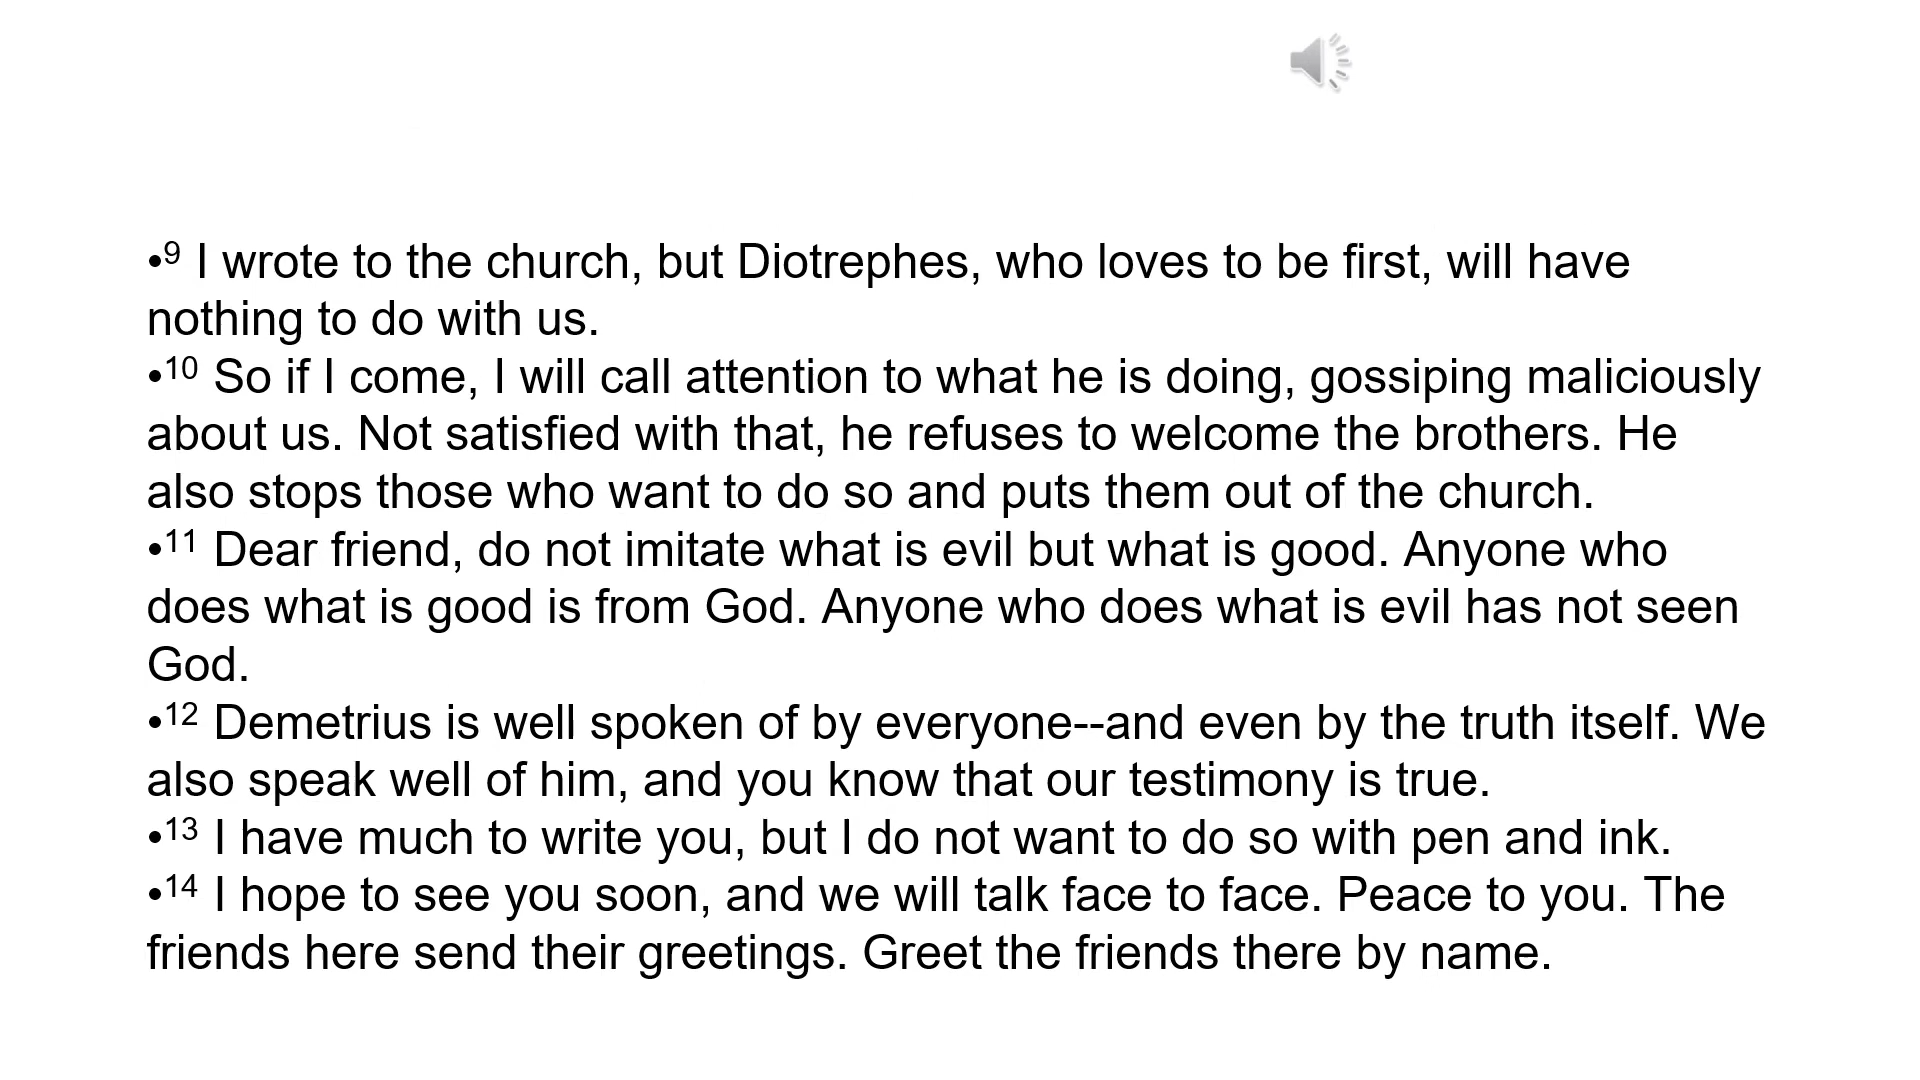 •9 I wrote to the church, but Diotrephes, who loves to be first, will have
nothing to do with us.
•10 So if I come, I will call attention to what he is doing, gossiping maliciously
about us. Not satisfied with that, he refuses to welcome the brothers. He
also stops those who want to do so and puts them out of the church.
•11 Dear friend, do not imitate what is evil but what is good. Anyone who
does what is good is from God. Anyone who does what is evil has not seen
God.
•12 Demetrius is well spoken of by everyone--and even by the truth itself. We
also speak well of him, and you know that our testimony is true.
•13 I have much to write you, but I do not want to do so with pen and ink.
•14 I hope to see you soon, and we will talk face to face. Peace to you. The
friends here send their greetings. Greet the friends there by name.